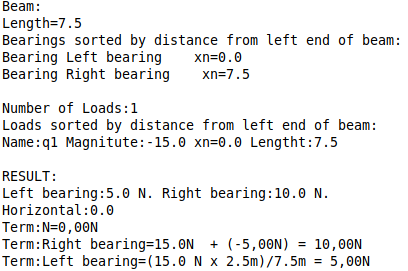 Beam:
Length=7.5
Bearings sorted by distance from left end of beam:
Bearing Left bearing    xn=0.0
Bearing Right bearing    xn=7.5

Number of Loads:1
Loads sorted by distance from left end of beam:
Name:q1 Magnitute:-15.0 xn=0.0 Lengtht:7.5

RESULT:
Left bearing:5.0 N. Right bearing:10.0 N.
Horizontal:0.0
Term:N=0,00N
Term:Right bearing=15.0N  + (-5,00N) = 10,00N
Term:Left bearing=(15.0 N x 2.5m)/7.5m = 5,00N